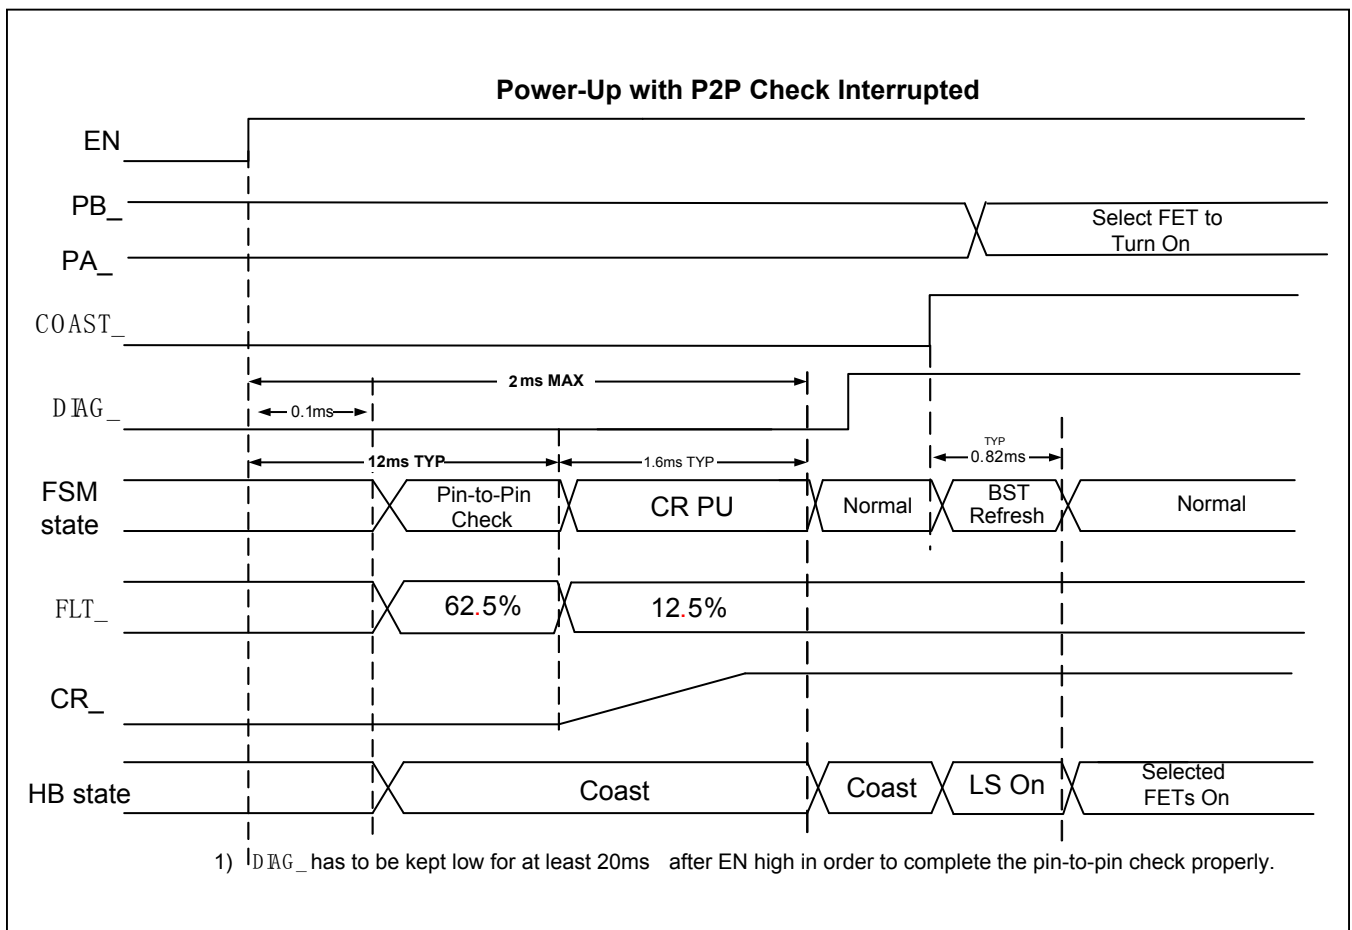 Power-Up with P2P Check Interrupted
EN
PB_
PA_
Select FET to
Turn On
COAST_
2ms MAX
DIAG_
0.1ms
12ms TYP
1.6ms TYP
TYP
0.82ms
FSM
state
Pin-to-Pin
Check
CR PU
Normal
BST
Refresh
Normal
FLT_
62.5%
12.5%
CR_
HB state
Coast
Coast
LS On
Selected
FETs On
1) DIAG_ has to be kept low for at least 20ms after EN high in order to complete the pin-to-pin check properly.